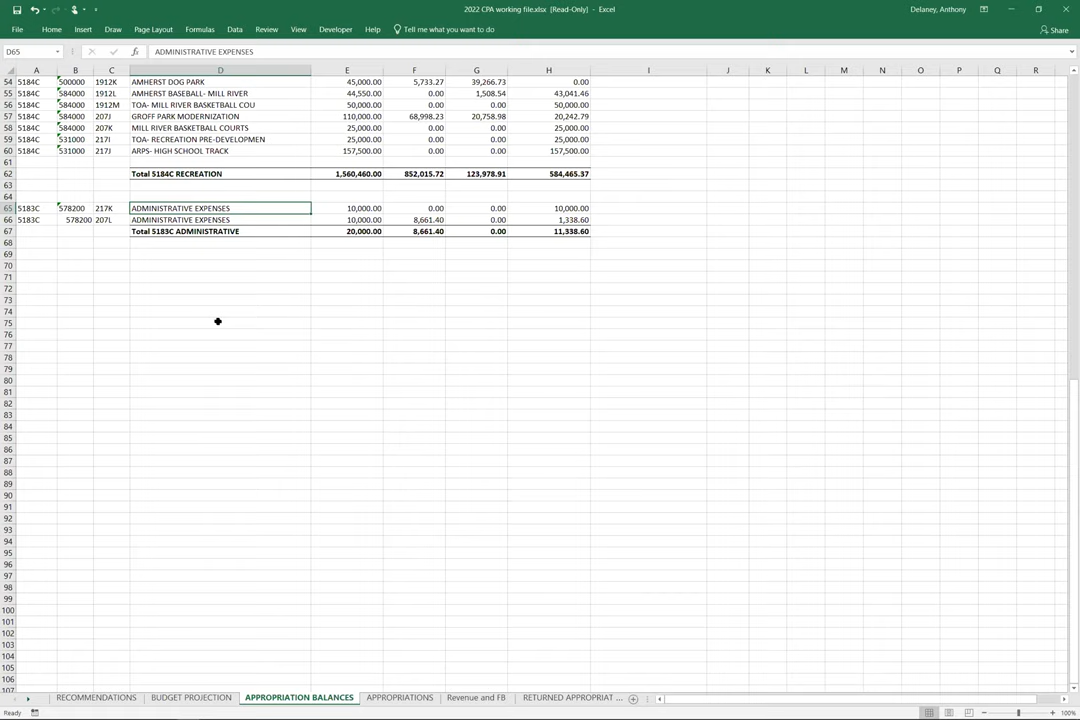 2022 CPA working file.xlsx [Read-Only] - Excel
Delaney, Anthony
File Home Insert Draw Page Layout Formulas Data Review View Developer Help Tell me what you want to do Share
D65 fx ADMINISTRATIVE EXPENSES
A B C D E F G H I J K L M N O P Q R
54 5184C 500000 1912K AMHERST DOG PARK 45,000.00 5,733.27 39,266.73 0.00
55 5184C 584000 1912L AMHERST BASEBALL- MILL RIVER 44,550.00 0.00 1,508.54 43,041.46
56 5184C 584000 1912M TOA- MILL RIVER BASKETBALL COU 50,000.00 0.00 0.00 50,000.00
57 5184C 584000 207J GROFF PARK MODERNIZATION 110,000.00 68,998.23 20,758.98 20,242.79
58 5184C 584000 207K MILL RIVER BASKETBALL COURTS 25,000.00 0.00 0.00 25,000.00
59 5184C 531000 217I TOA- RECREATION PRE-DEVELOPMEN 25,000.00 0.00 0.00 25,000.00
60 5184C 531000 217J ARPS- HIGH SCHOOL TRACK 157,500.00 0.00 0.00 157,500.00
61
62 Total 5184C RECREATION 1,560,460.00 852,015.72 123,978.91 584,465.37
63
64
65 5183C 578200 217K ADMINISTRATIVE EXPENSES 10,000.00 0.00 0.00 10,000.00
66 5183C 578200 207L ADMINISTRATIVE EXPENSES 10,000.00 8,661.40 0.00 1,338.60
67 Total 5183C ADMINISTRATIVE 20,000.00 8,661.40 0.00 11,338.60
68
69
70
71
72
73
74
75
76
77
78
79
80
81
82
83
84
85
86
87
88
89
90
91
92
93
94
95
96
97
98
99
100
101
102
103
104
105
106
107
RECOMMENDATIONS BUDGET PROJECTION APPROPRIATION BALANCES APPROPRIATIONS Revenue and FB RETURNED APPROPRIAT ...
Ready 100%